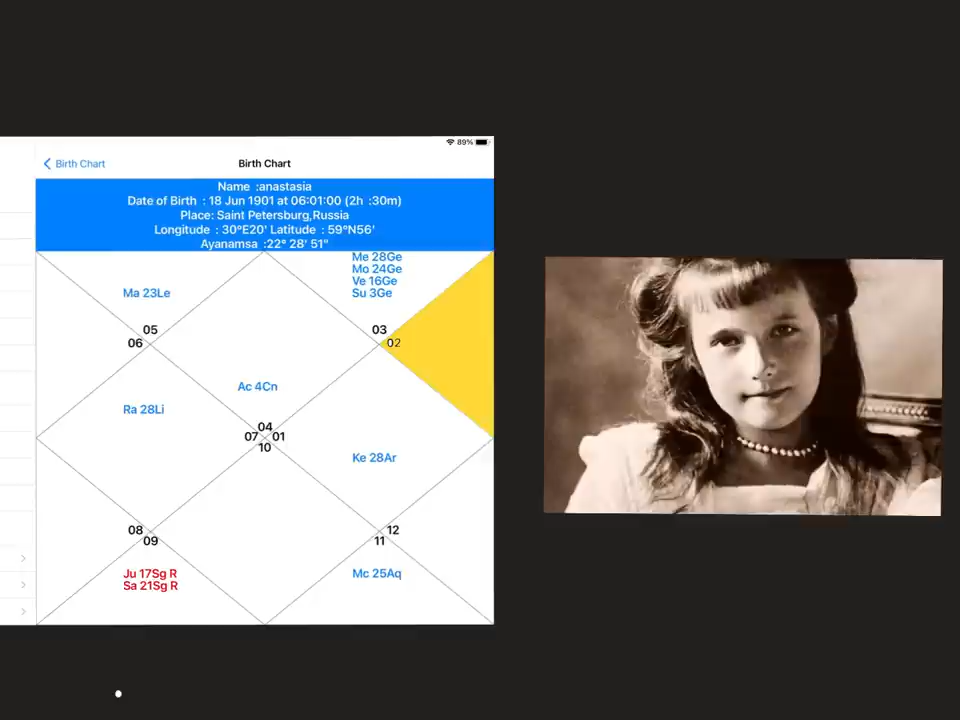 89%
Birth Chart
Birth Chart
Name :anastasia
Date of Birth : 18 Jun 1901 at 06:01:00 (2h :30m)
Place: Saint Petersburg,Russia
Longitude : 30°E20' Latitude : 59°N56'
Ayanamsa :22° 28' 51"
Me 28Ge
Mo 24Ge
Ve 16Ge
Su 3Ge
Ma 23Le
05
06
03
02
Ac 4Cn
Ra 28Li
04
07
01
10
Ke 28Ar
08
09
12
11
Ju 17Sg R
Sa 21Sg R
Mc 25Aq